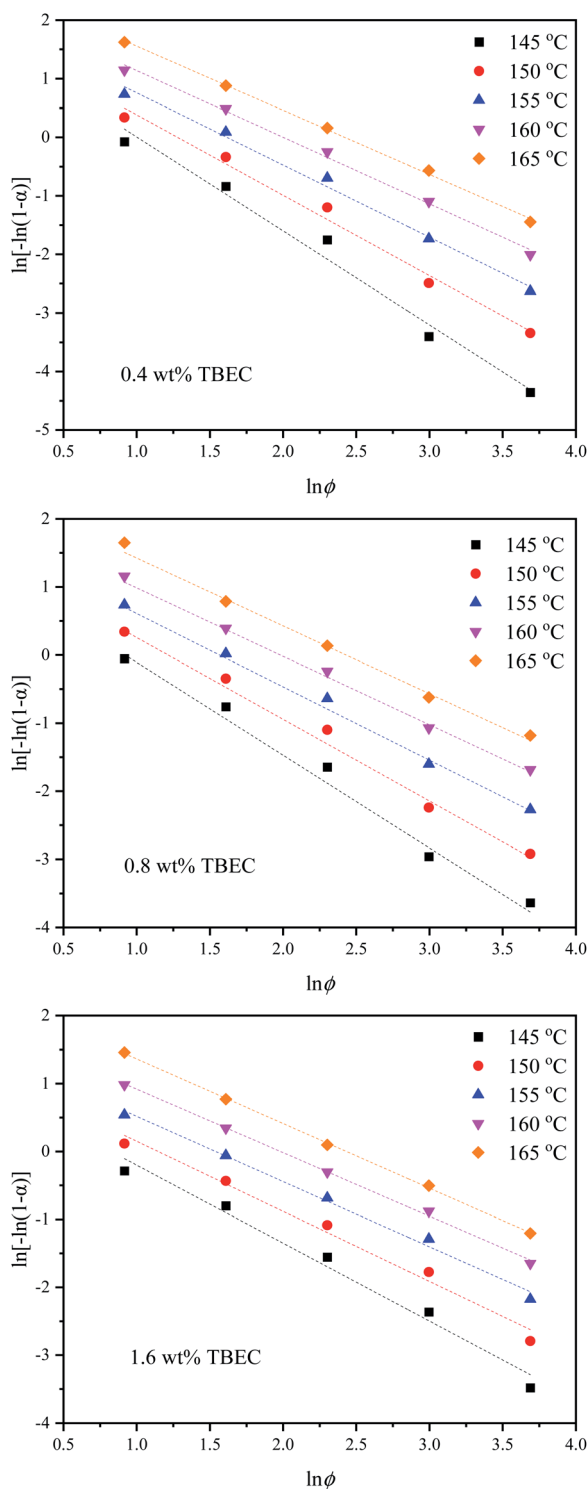 2
1
0
-1
-2
-3
-4
-5
ln[-ln(1-α)]
145 °C
150 °C
155 °C
160 °C
165 °C
0.4 wt% TBEC
0.5 1.0 1.5 2.0 2.5 3.0 3.5 4.0
lnϕ
2
1
0
-1
-2
-3
-4
ln[-ln(1-α)]
145 °C
150 °C
155 °C
160 °C
165 °C
0.8 wt% TBEC
0.5 1.0 1.5 2.0 2.5 3.0 3.5 4.0
lnϕ
2
1
0
-1
-2
-3
-4
ln[-ln(1-α)]
145 °C
150 °C
155 °C
160 °C
165 °C
1.6 wt% TBEC
0.5 1.0 1.5 2.0 2.5 3.0 3.5 4.0
lnϕ